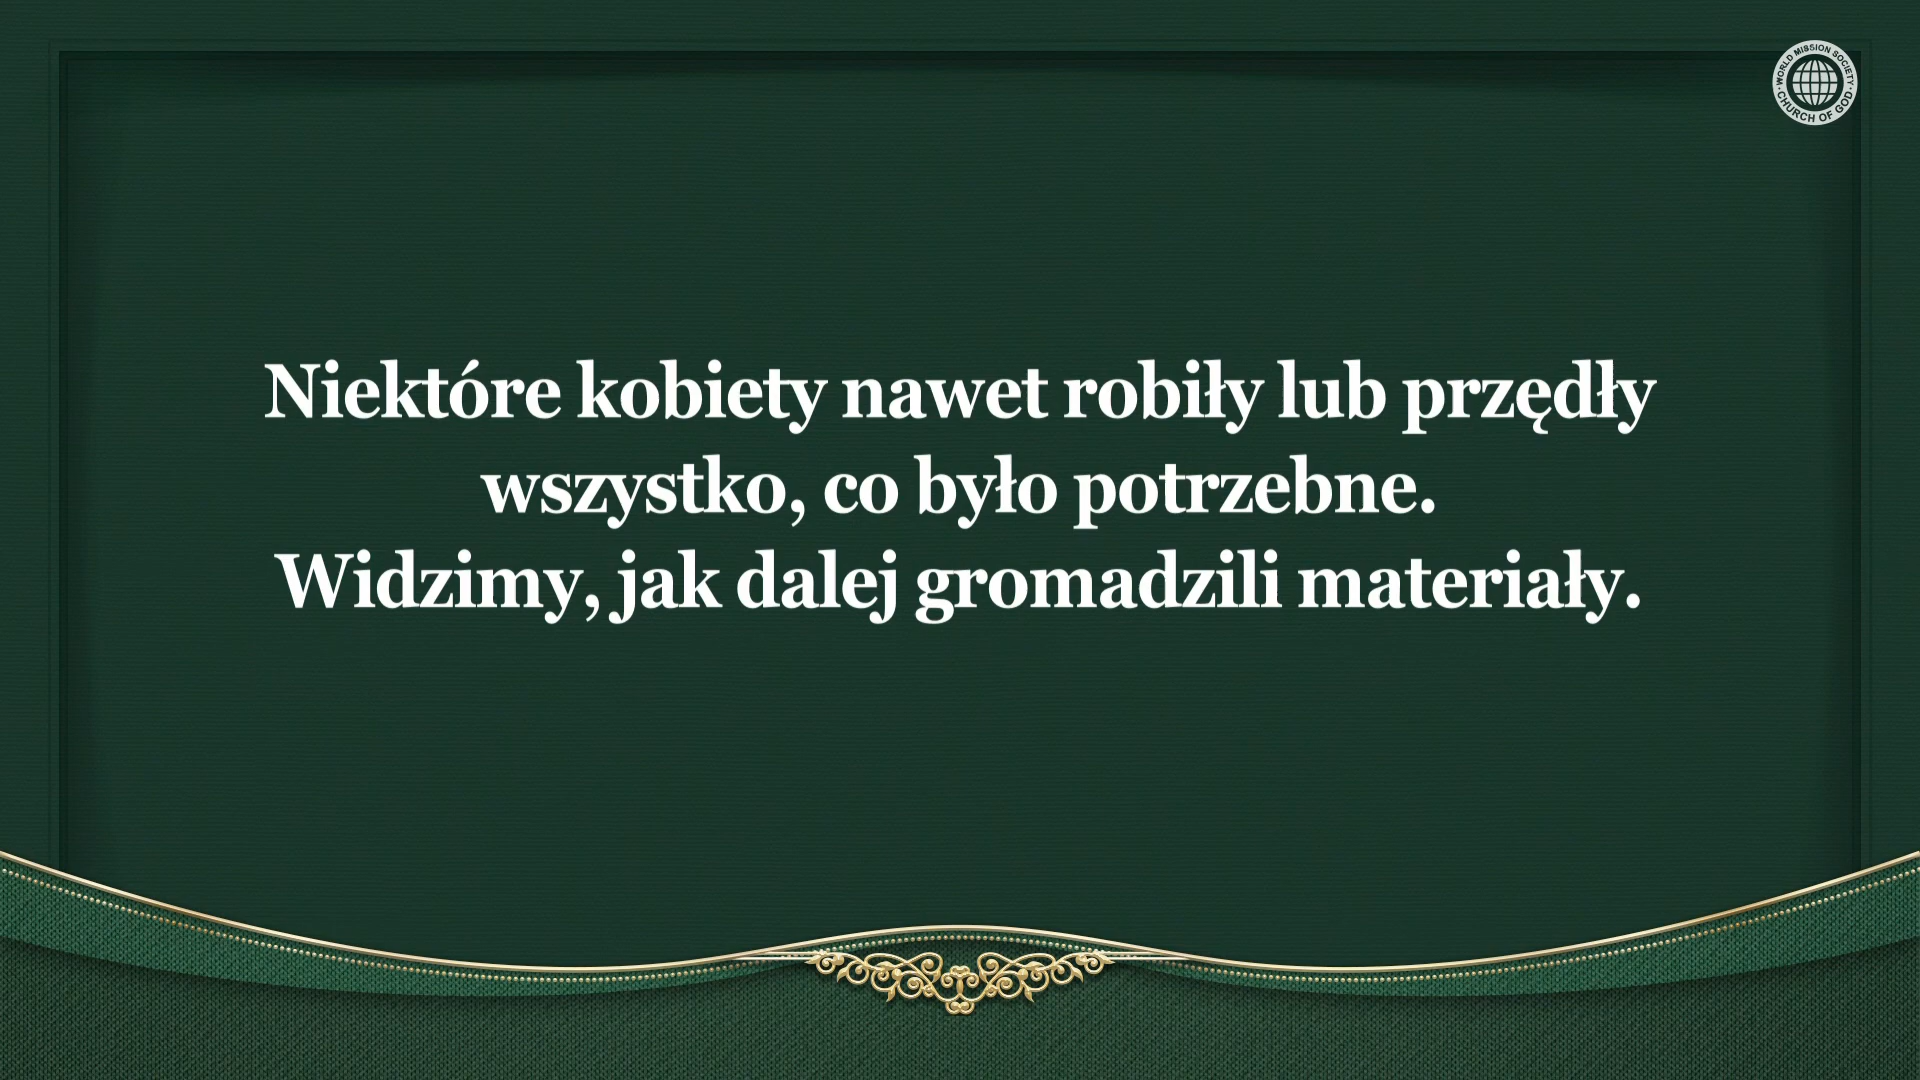 WORLD MISSION SOCIETY
CHURCH OF GOD
Niektóre kobiety nawet robiły lub przędły
wszystko, co było potrzebne.
Widzimy, jak dalej gromadzili materiały.